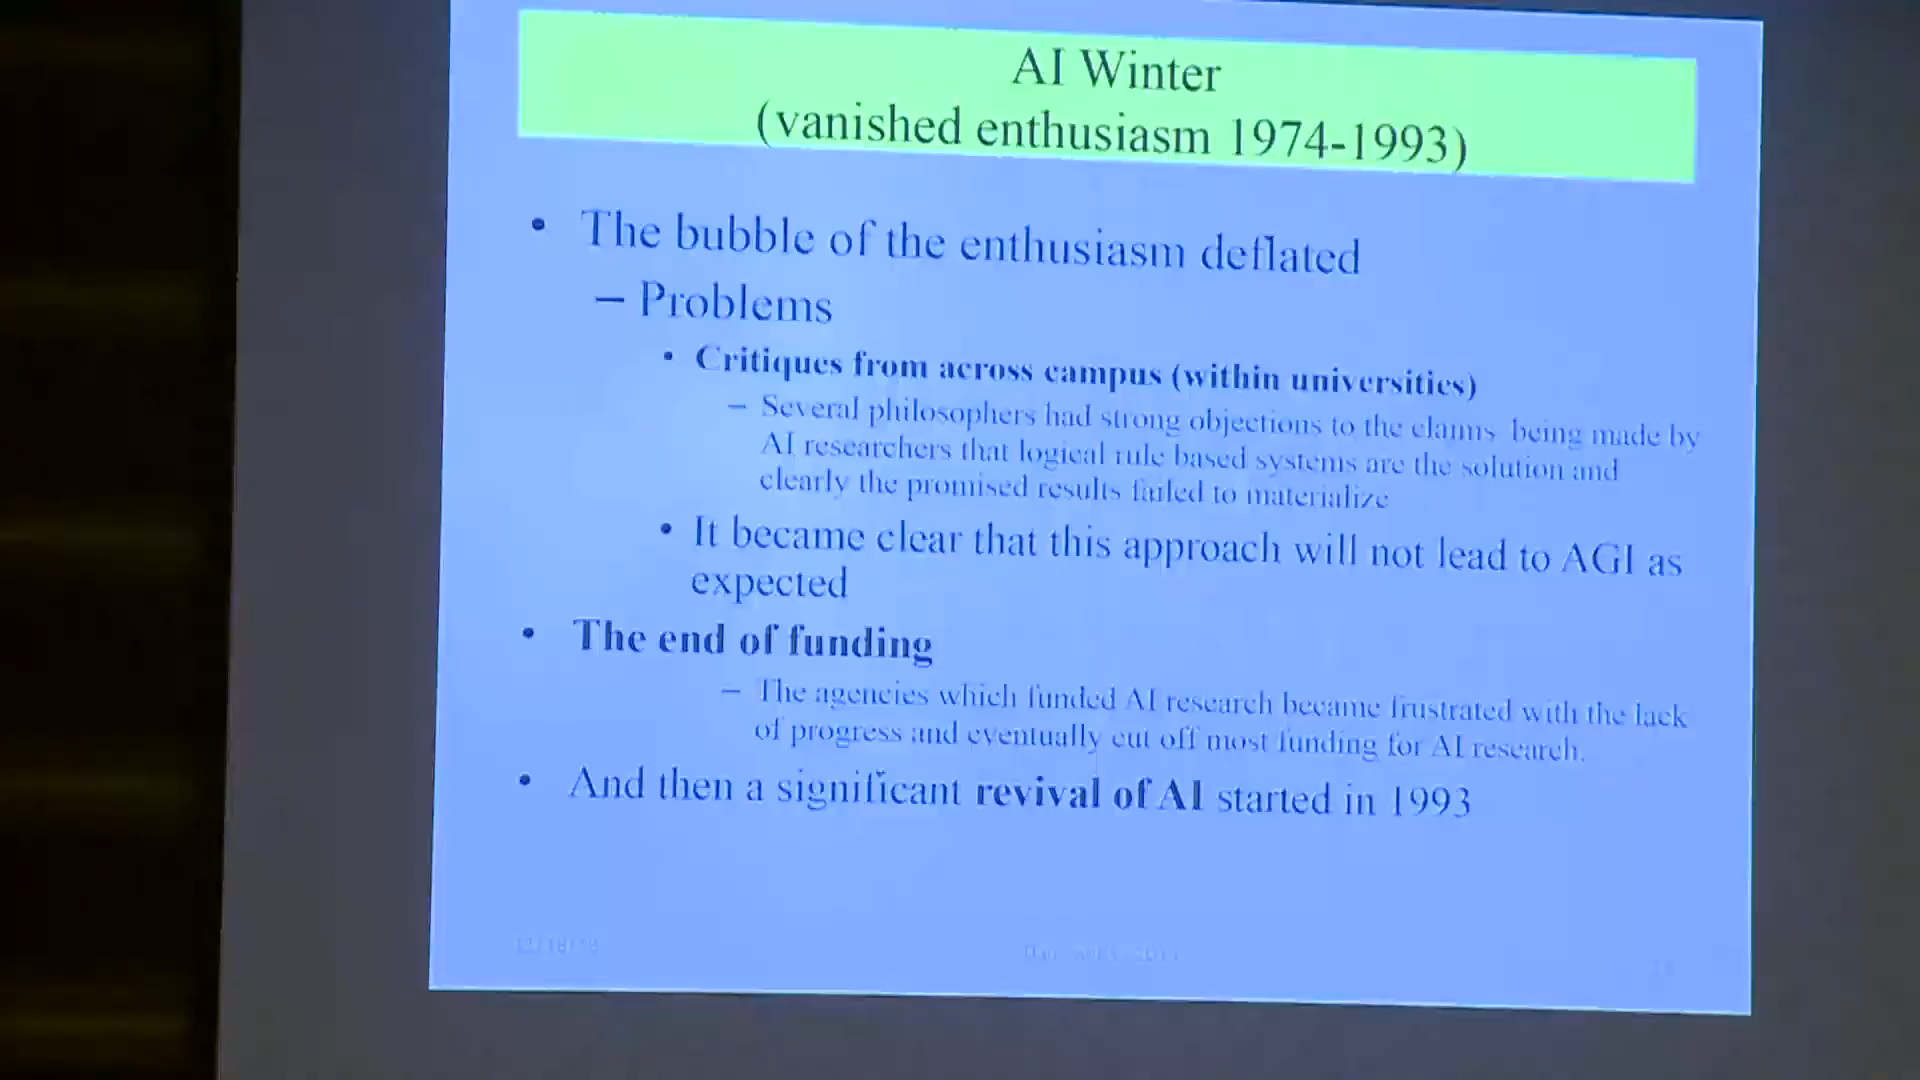 AI Winter
(vanished enthusiasm 1974-1993)
• The bubble of the enthusiasm deflated
– Problems
• Critiques from across campus (within universities)
– Several philosophers had strong objections to the claims being made by
AI researchers that logical rule based systems are the solution and
clearly the promised results failed to materialize
• It became clear that this approach will not lead to AGI as
expected
• The end of funding
– The agencies which funded AI research became frustrated with the lack
of progress and eventually cut off most funding for AI research.
• And then a significant revival of AI started in 1993